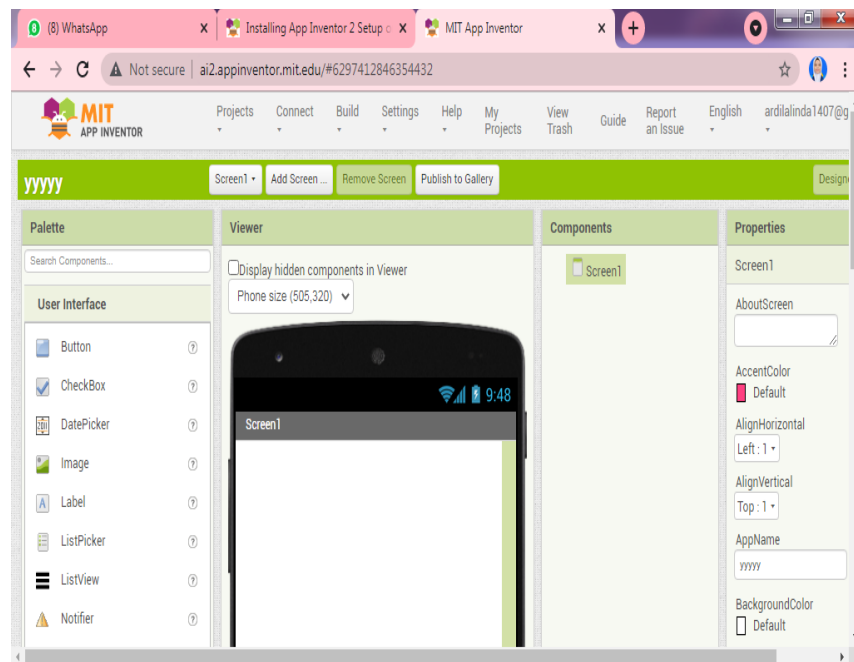 (8) WhatsApp
Installing App Inventor 2 Setup
MIT App Inventor
Not secure | ai2.appinventor.mit.edu/#6297412846354432
MIT
APP INVENTOR
Projects
Connect
Build
Settings
Help
My
Projects
View
Trash
Guide
Report
an Issue
English
ardilalinda1407@g
yyyyy
Screen1
Add Screen ...
Remove Screen
Publish to Gallery
Design
Palette
Search Components...
User Interface
Button
CheckBox
DatePicker
Image
Label
ListPicker
ListView
Notifier
Viewer
Display hidden components in Viewer
Phone size (505,320)
9:48
Screen1
Components
Screen1
Properties
Screen1
AboutScreen
AccentColor
Default
AlignHorizontal
Left : 1
AlignVertical
Top : 1
AppName
yyyyy
BackgroundColor
Default